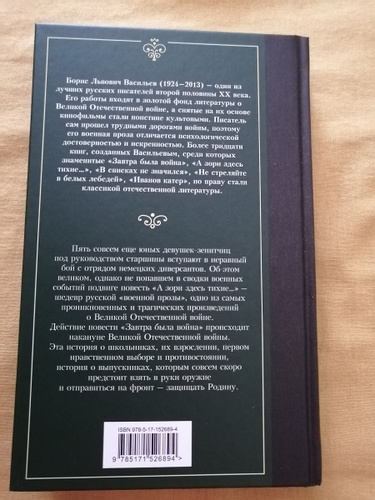 Борис Львович Васильев (1924–2013) — один из
лучших русских писателей второй половины XX века.
Его работы входят в золотой фонд литературы о
Великой Отечественной войне, а снятые на их основе
кинофильмы стали поистине культовыми. Писатель
сам прошел трудными дорогами войны, поэтому
его военная проза отличается психологической
достоверностью и искренностью. Более тридцати
книг, созданных Васильевым, среди которых
знаменитые «Завтра была война», «А зори здесь
тихие...», «В списках не значился», «Не стреляйте
в белых лебедей», «Иванов катер», по праву стали
классикой отечественной литературы.
Пять совсем еще юных девушек-зенитчиц
под руководством старшины вступают в неравный
бой с отрядом немецких диверсантов. Об этом
великом, однако не попавшем в сводки военных
событий подвиге повесть «А зори здесь тихие...» —
шедевр русской «военной прозы», одно из самых
проникновенных и трагических произведений
о Великой Отечественной войне.
Действие повести «Завтра была война» происходит
накануне Великой Отечественной войны.
Эта история о школьниках, их взрослении, первом
нравственном выборе и противостоянии,
история о выпускниках, которым совсем скоро
предстоит взять в руки оружие
и отправиться на фронт — защищать Родину.
ISBN 978-5-17-152689-4
9 785171 526894 >